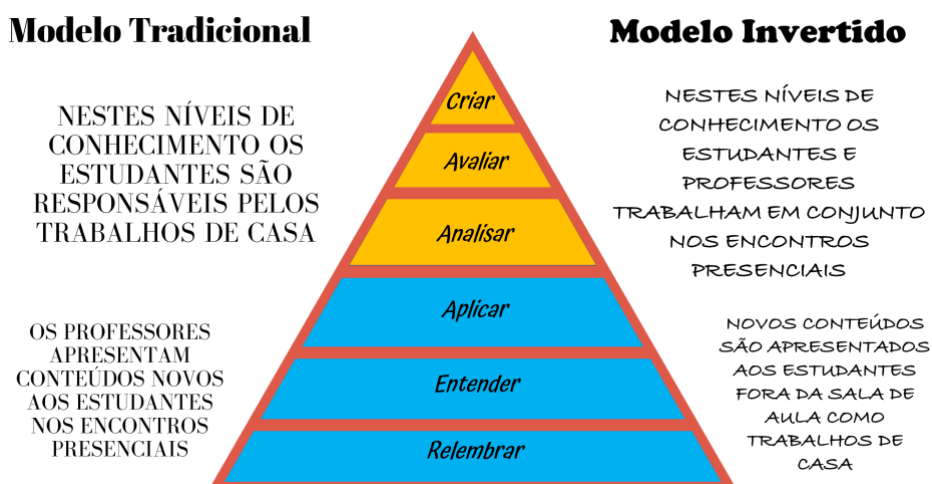 Modelo Tradicional
NESTES NÍVEIS DE
CONHECIMENTO OS
ESTUDANTES SÃO
RESPONSÁVEIS PELOS
TRABALHOS DE CASA
OS PROFESSORES
APRESENTAM
CONTEÚDOS NOVOS
AOS ESTUDANTES
NOS ENCONTROS
PRESENCIAIS
Criar
Avaliar
Analisar
Aplicar
Entender
Relembrar
Modelo Invertido
NESTES NÍVEIS DE
CONHECIMENTO OS
ESTUDANTES E
PROFESSORES
TRABALHAM EM CONJUNTO
NOS ENCONTROS
PRESENCIAIS
NOVOS CONTEÚDOS
SÃO APRESENTADOS
AOS ESTUDANTES
FORA DA SALA DE
AULA COMO
TRABALHOS DE
CASA